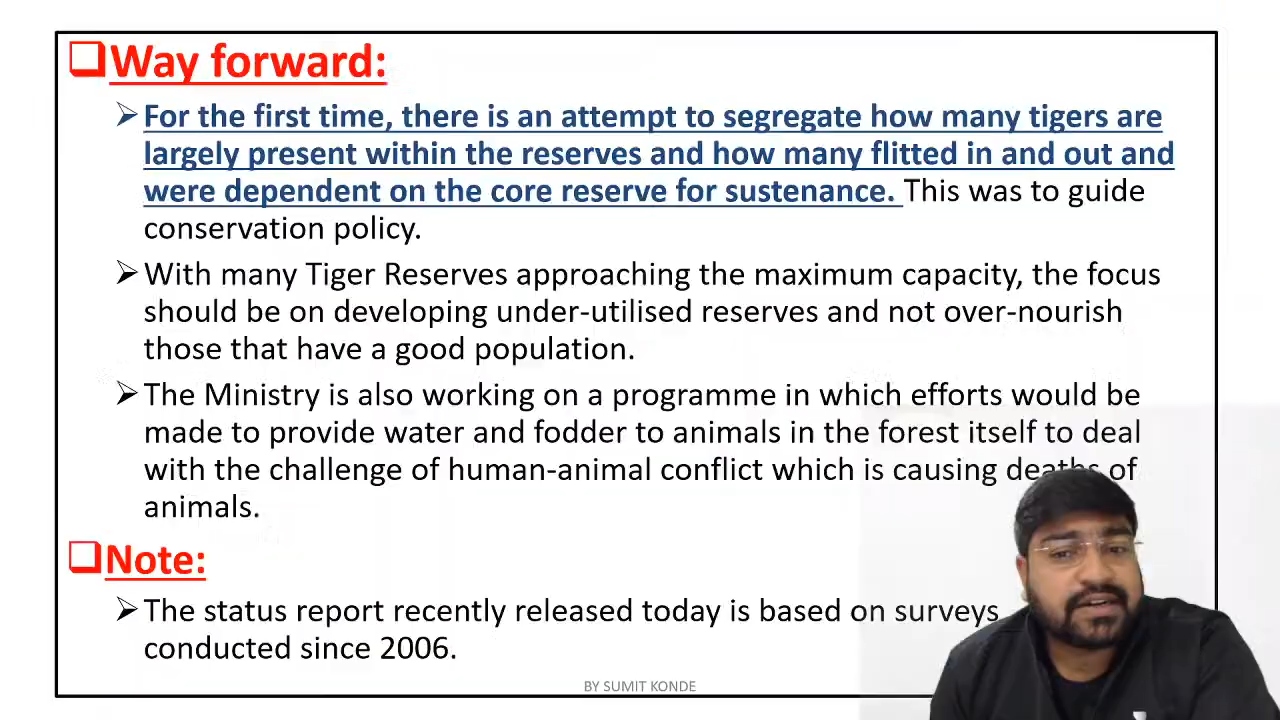 Way forward:
For the first time, there is an attempt to segregate how many tigers are
largely present within the reserves and how many flitted in and out and
were dependent on the core reserve for sustenance. This was to guide
conservation policy.
With many Tiger Reserves approaching the maximum capacity, the focus
should be on developing under-utilised reserves and not over-nourish
those that have a good population.
The Ministry is also working on a programme in which efforts would be
made to provide water and fodder to animals in the forest itself to deal
with the challenge of human-animal conflict which is causing deaths of
animals.
Note:
The status report recently released today is based on surveys
conducted since 2006.
BY SUMIT KONDE